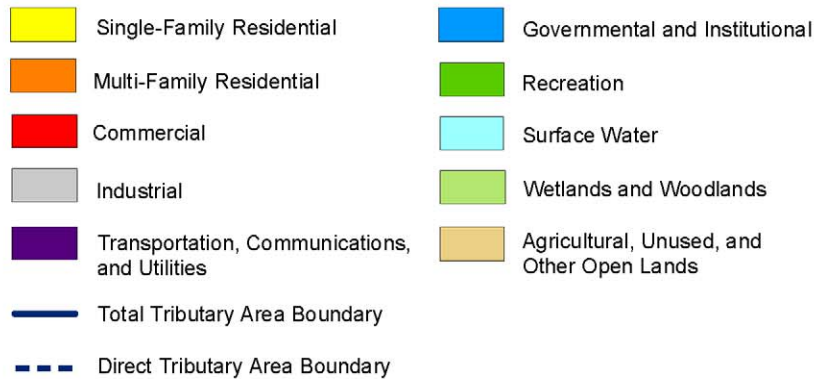 Single-Family Residential
Multi-Family Residential
Commercial
Industrial
Transportation, Communications,
and Utilities
Total Tributary Area Boundary
Direct Tributary Area Boundary
Governmental and Institutional
Recreation
Surface Water
Wetlands and Woodlands
Agricultural, Unused, and
Other Open Lands